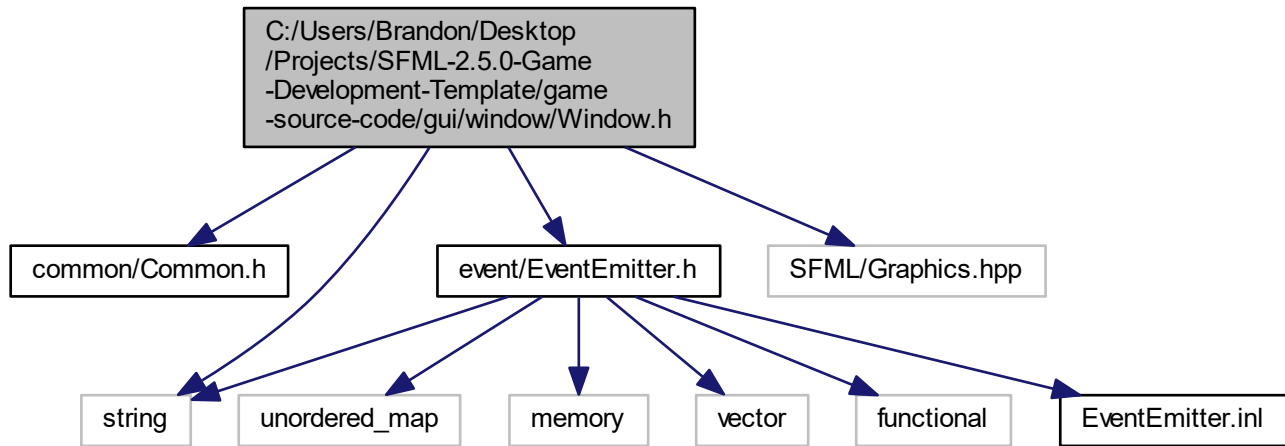 C:/Users/Brandon/Desktop
/Projects/SFML-2.5.0-Game
-Development-Template/game
-source-code/gui/window/Window.h
common/Common.h
event/EventEmitter.h
SFML/Graphics.hpp
string
unordered_map
memory
vector
functional
EventEmitter.inl